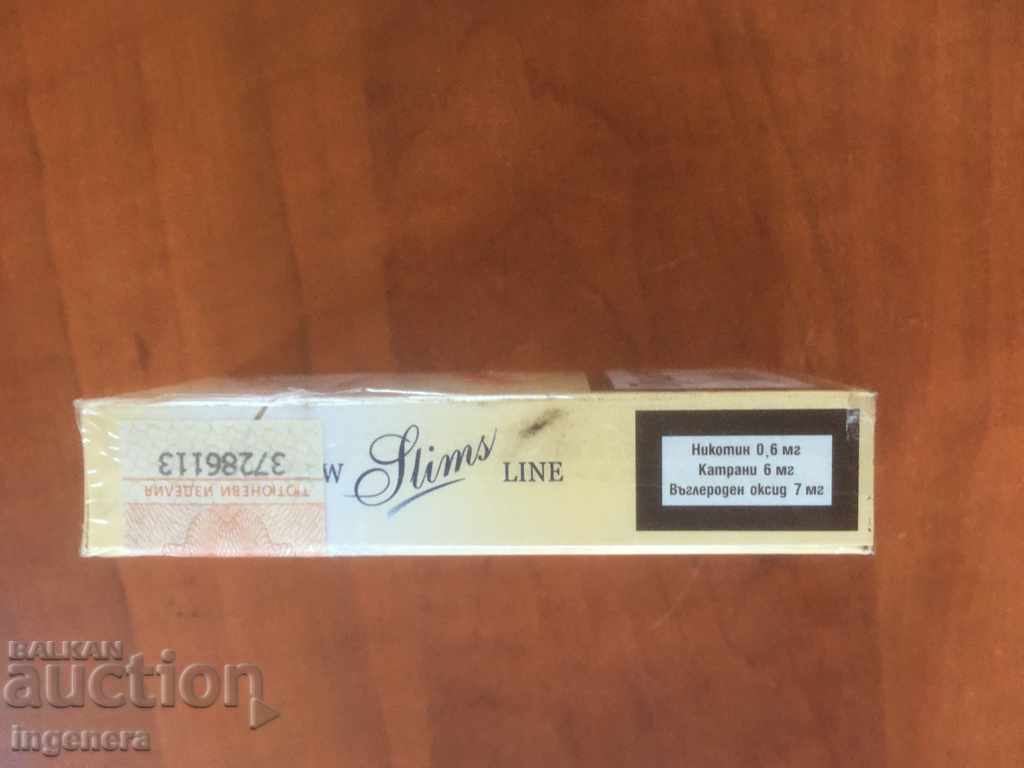 37286113
ТЮТЮНЕВИ ИЗДЕЛИЯ
W Slims LINE
Никотин 0,6 мг
Катрани 6 мг
Въглероден оксид 7 мг
BALKAN
auction
ingenera